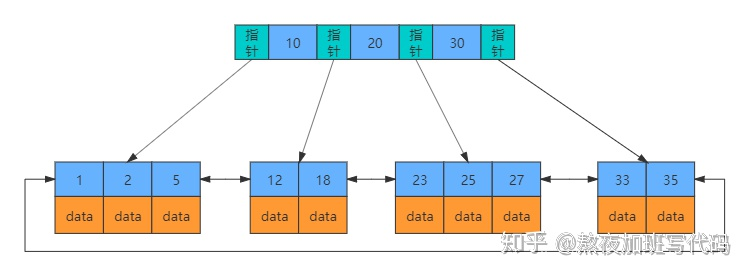 指针 10 指针 20 指针 30 指针
1 2 5 12 18 23 25 27 33 35
data data data data data data data data data data
知乎 @熬夜加班写代码